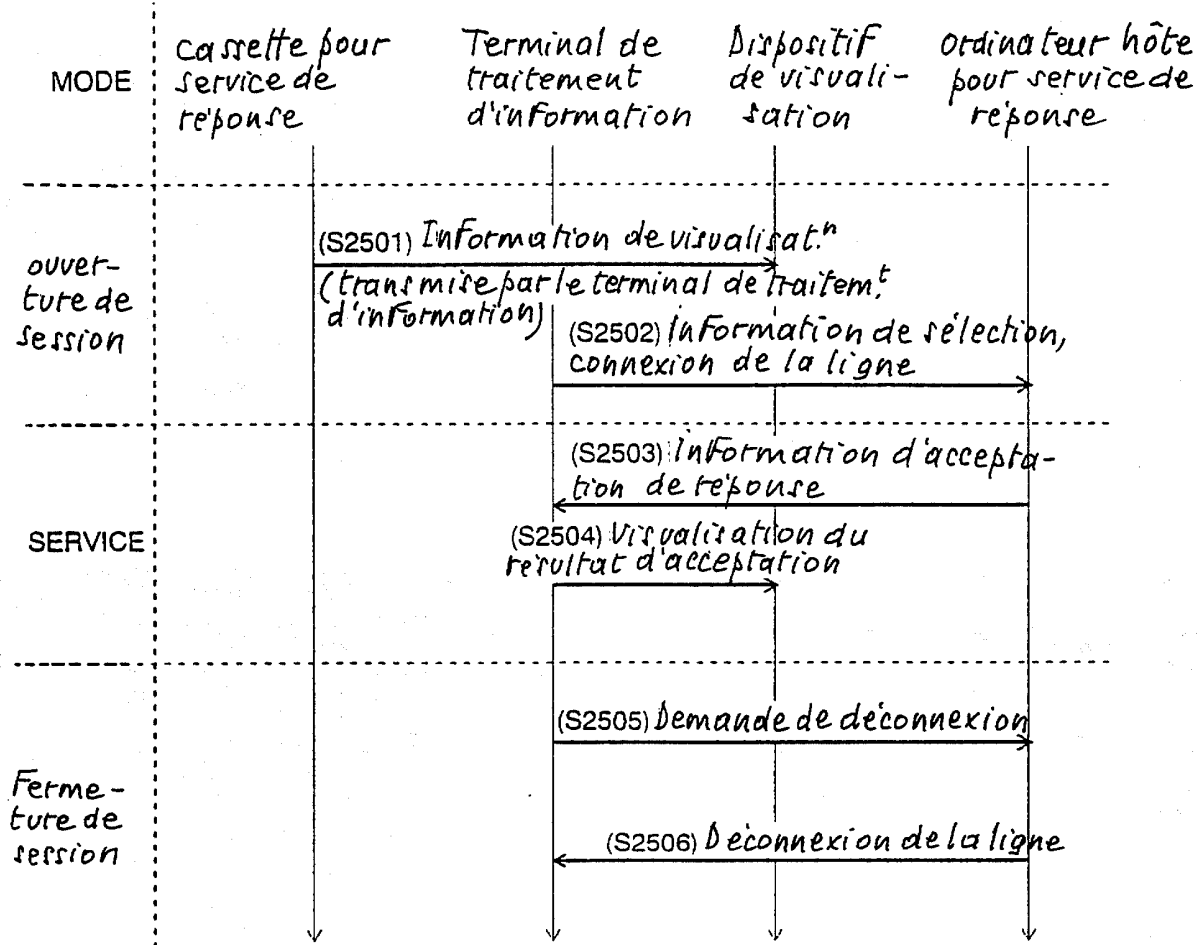 MODE
cassette pour
service de
réponse
Terminal de
traitement
d'information
Dispositif
de visuali-
sation
Ordinateur hôte
pour service de
réponse
ouver-
ture de
session
(S2501) Information de visualisat.n
(transmise par le terminal de traitem.t
d'information)
(S2502) information de sélection,
connexion de la ligne
SERVICE
(S2503) information d'accepta-
tion de réponse
(S2504) Visualisation du
résultat d'acceptation
Ferme-
ture de
session
(S2505) Demande de déconnexion
(S2506) Déconnexion de la ligne